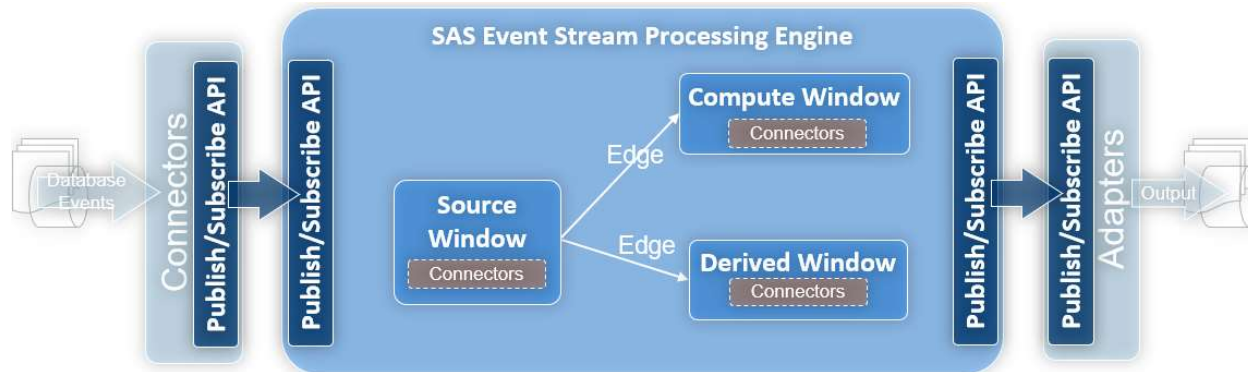 SAS Event Stream Processing Engine
Database
Events
Connectors
Publish/Subscribe API
Publish/Subscribe API
Source
Window
Connectors
Edge
Edge
Compute Window
Connectors
Derived Window
Connectors
Publish/Subscribe API
Publish/Subscribe API
Adapters
Output